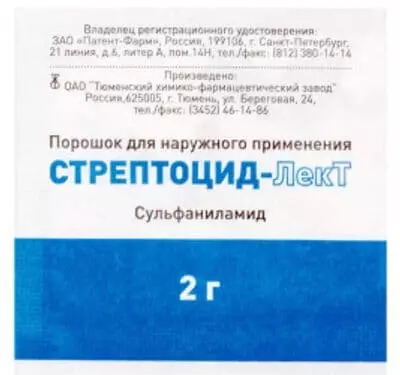 Владелец регистрационного удостоверения:
ЗАО «Патент-Фарм», Россия, 199106, г. Санкт-Петербург,
21 линия, д.6, литер А, пом.14Н, тел./факс: (812) 380-14-14
Произведено:
ОАО "Тюменский химико-фармацевтический завод"
Россия,625005, г. Тюмень, ул. Береговая, 24,
тел./факс: (3452) 46-14-86
Порошок для наружного применения
СТРЕПТОЦИД-ЛекТ
Сульфаниламид
2 г